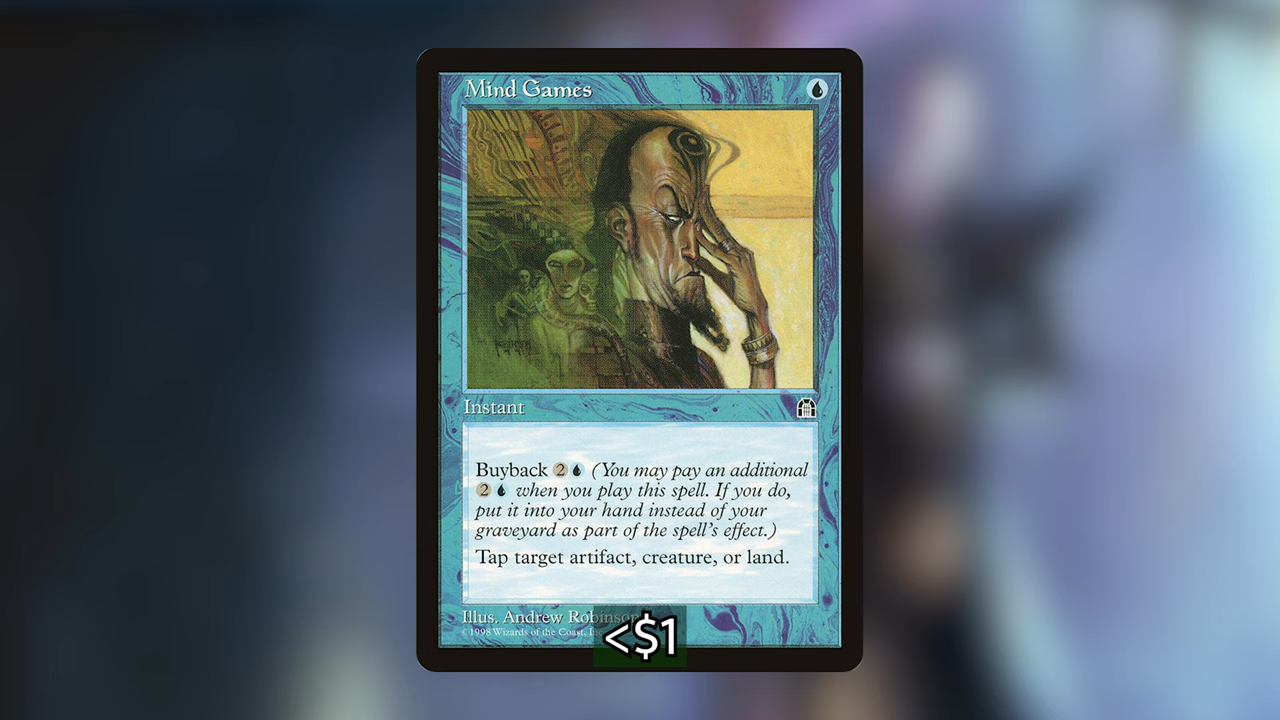 Mind Games
Instant
Buyback 2 (You may pay an additional
2 when you play this spell. If you do,
put it into your hand instead of your
graveyard as part of the spell's effect.)
Tap target artifact, creature, or land.
Illus. Andrew Robinson
©1998 Wizards of the Coast, Inc
<$1